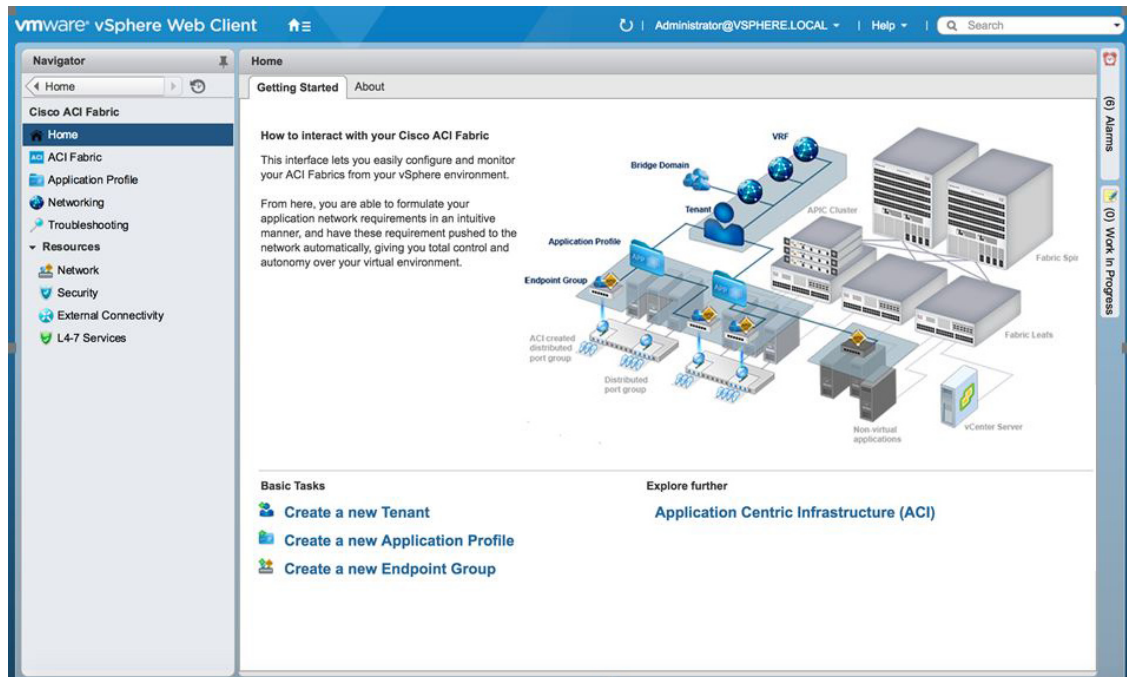 vmware® vSphere Web Client
Administrator@VSPHERE.LOCAL
Help
Search
Navigator
Home
Cisco ACI Fabric
Home
ACI Fabric
Application Profile
Networking
Troubleshooting
Resources
Network
Security
External Connectivity
L4-7 Services
Home
Getting Started
About
How to interact with your Cisco ACI Fabric
This interface lets you easily configure and monitor
your ACI Fabrics from your vSphere environment.
From here, you are able to formulate your
application network requirements in an intuitive
manner, and have these requirement pushed to the
network automatically, giving you total control and
autonomy over your virtual environment.
VRF
Bridge Domain
Tenant
APIC Cluster
Application Profile
Fabric Spin
APP
Endpoint Group
APP
Fabric Leafs
ACI created
distributed
port group
Distributed
port group
Non-virtual
applications
vCenter Server
Basic Tasks
Create a new Tenant
Create a new Application Profile
Create a new Endpoint Group
Explore further
Application Centric Infrastructure (ACI)
(6) Alarms
(0) Work In Progress